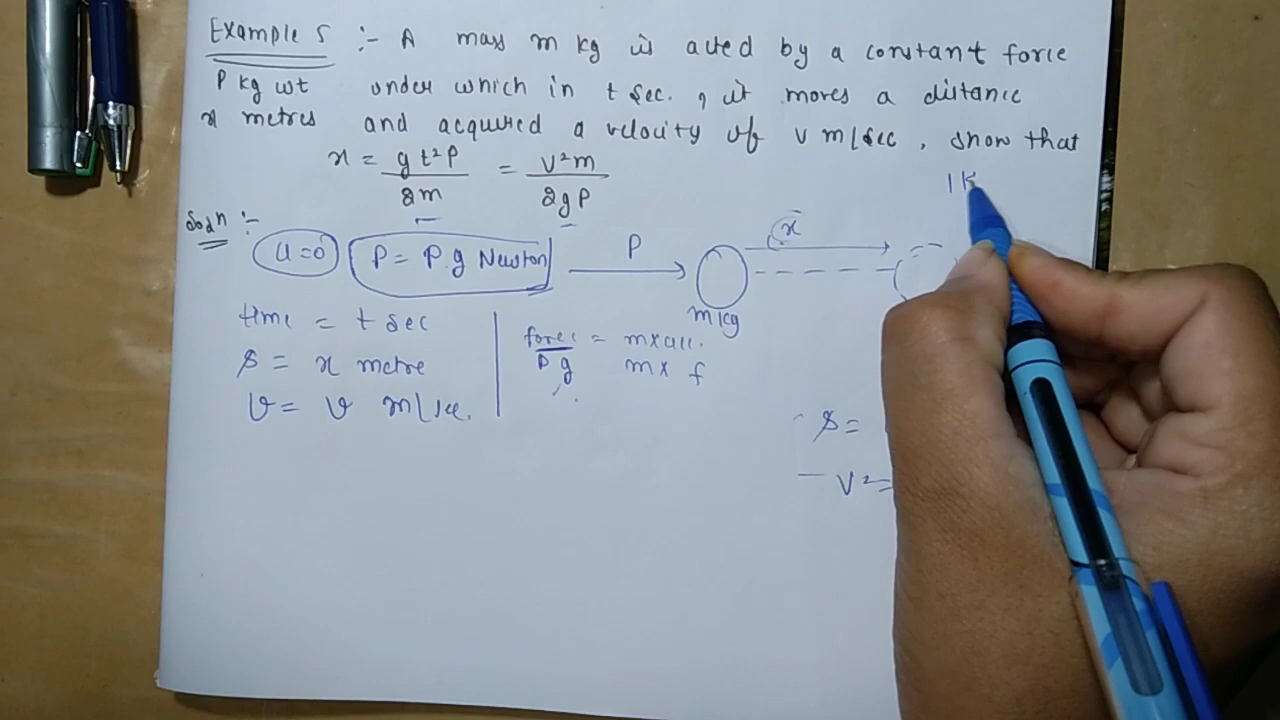 Example 5 :- A mass m kg is acted by a constant force
P kg wt under which in t sec. , it moves a distance
x metres and acquired a velocity of v m/sec , show that
x = gt²P / 2m = v²m / 2gP
1 K
Soln :-
u=0 P = P.g Newton P x
m kg
time = t sec
force = m x acc.
S = x metre
Pg m x f
v = v m/sec.
S =
v² =